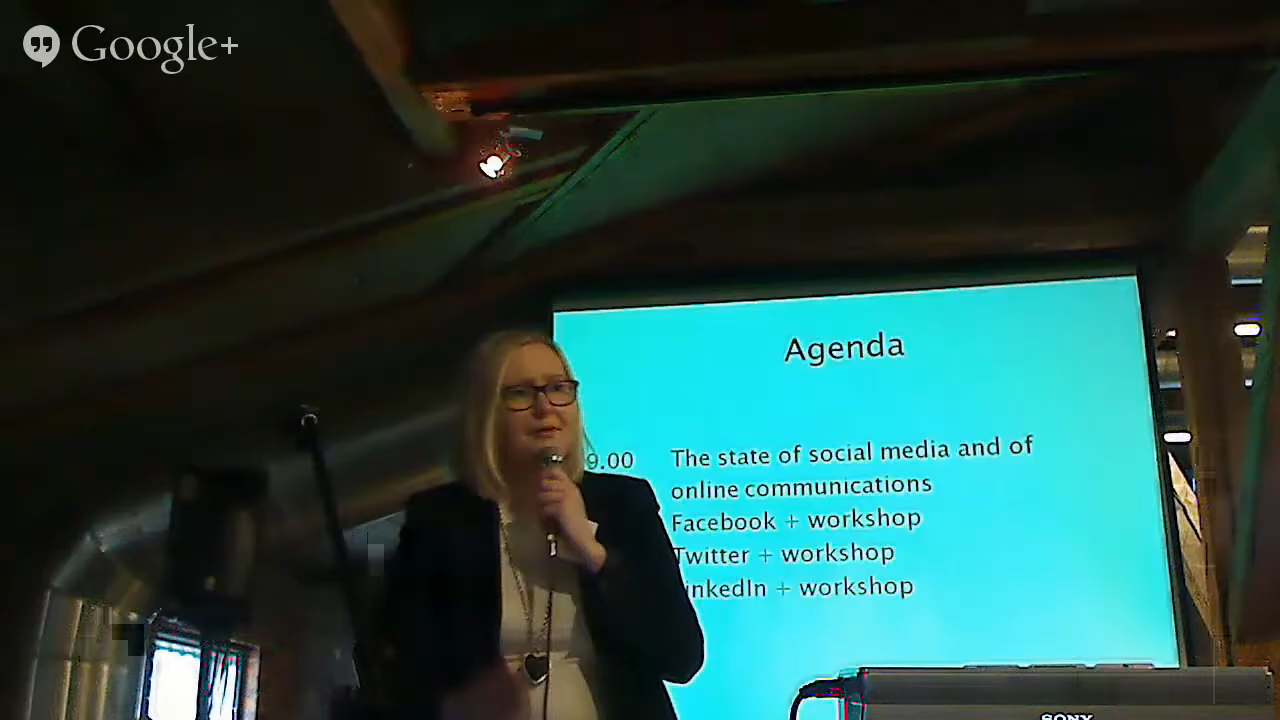 Google+
Agenda
9.00 The state of social media and of
online communications
Facebook + workshop
Twitter + workshop
LinkedIn + workshop
SONY